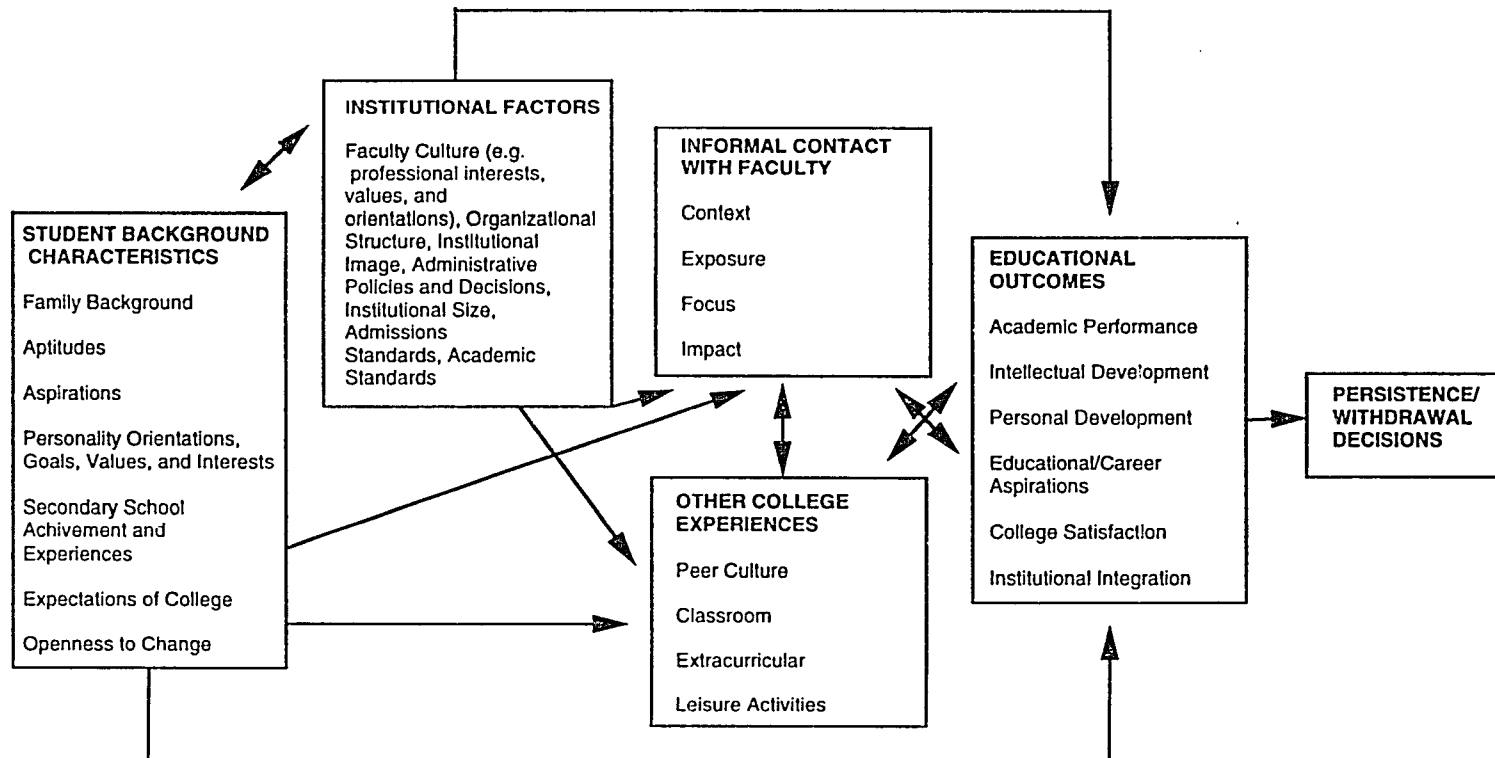 INSTITUTIONAL FACTORS
Faculty Culture (e.g.
professional interests,
values, and
orientations), Organizational
Structure, Institutional
Image, Administrative
Policies and Decisions,
Institutional Size,
Admissions
Standards, Academic
Standards
INFORMAL CONTACT
WITH FACULTY
Context
Exposure
Focus
Impact
STUDENT BACKGROUND
CHARACTERISTICS
Family Background
Aptitudes
Aspirations
Personality Orientations,
Goals, Values, and Interests
Secondary School
Achivement and
Experiences
Expectations of College
Openness to Change
OTHER COLLEGE
EXPERIENCES
Peer Culture
Classroom
Extracurricular
Leisure Activities
EDUCATIONAL
OUTCOMES
Academic Performance
Intellectual Development
Personal Development
Educational/Career
Aspirations
College Satisfaction
Institutional Integration
PERSISTENCE/
WITHDRAWAL
DECISIONS